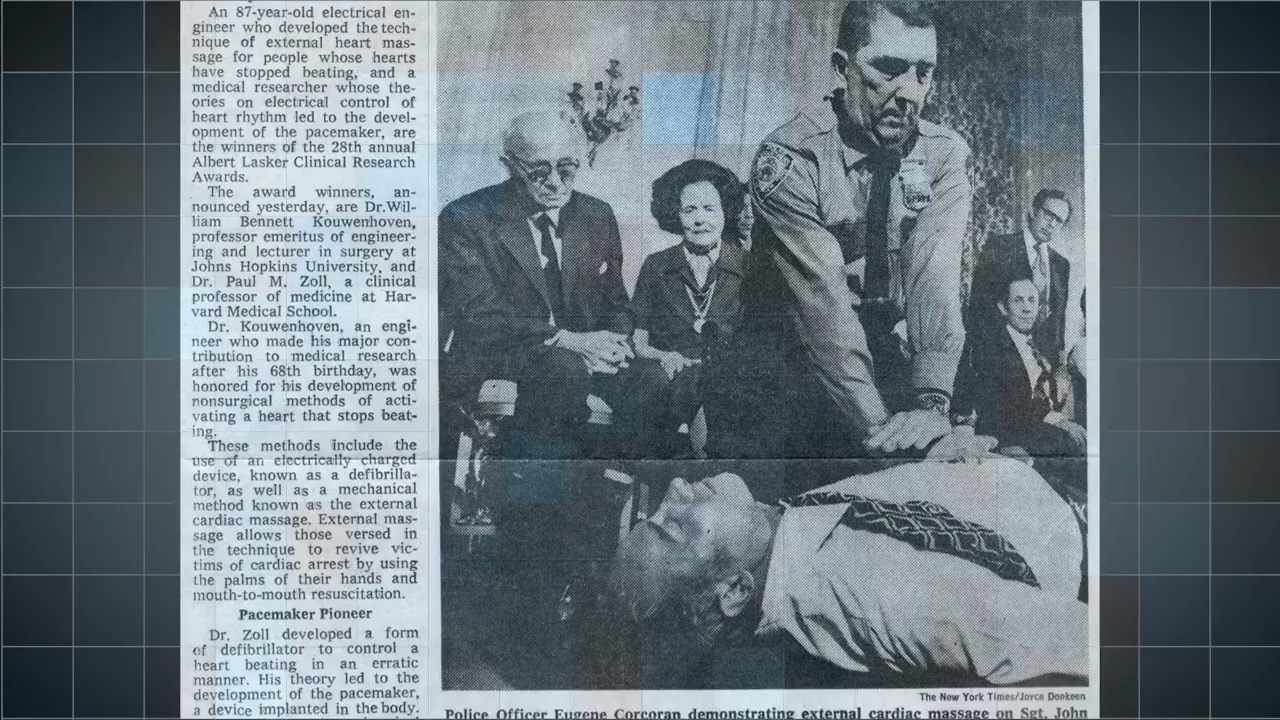 An 87-year-old electrical en-
gineer who developed the tech-
nique of external heart mas-
sage for people whose hearts
have stopped beating, and a
medical researcher whose the-
ories on electrical control of
heart rhythm led to the devel-
opment of the pacemaker, are
the winners of the 28th annual
Albert Lasker Clinical Research
Awards.
The award winners, an-
nounced yesterday, are Dr.Wil-
liam Bennett Kouwenhoven,
professor emeritus of engineer-
ing and lecturer in surgery at
Johns Hopkins University, and
Dr. Paul M. Zoll, a clinical
professor of medicine at Har-
vard Medical School.
Dr. Kouwenhoven, an engi-
neer who made his major con-
tribution to medical research
after his 68th birthday, was
honored for his development of
nonsurgical methods of acti-
vating a heart that stops beat-
ing.
These methods include the
use of an electrically charged
device, known as a defibrilla-
tor, as well as a mechanical
method known as the external
cardiac massage. External mas-
sage allows those versed in
the technique to revive vic-
tims of cardiac arrest by using
the palms of their hands and
mouth-to-mouth resuscitation.
Pacemaker Pioneer
Dr. Zoll developed a form
of defibrillator to control a
heart beating in an erratic
manner. His theory led to the
development of the pacemaker,
a device implanted in the body.
The New York Times/Joyce Dopkeen
Police Officer Eugene Corcoran demonstrating external cardiac massage on Sgt. John